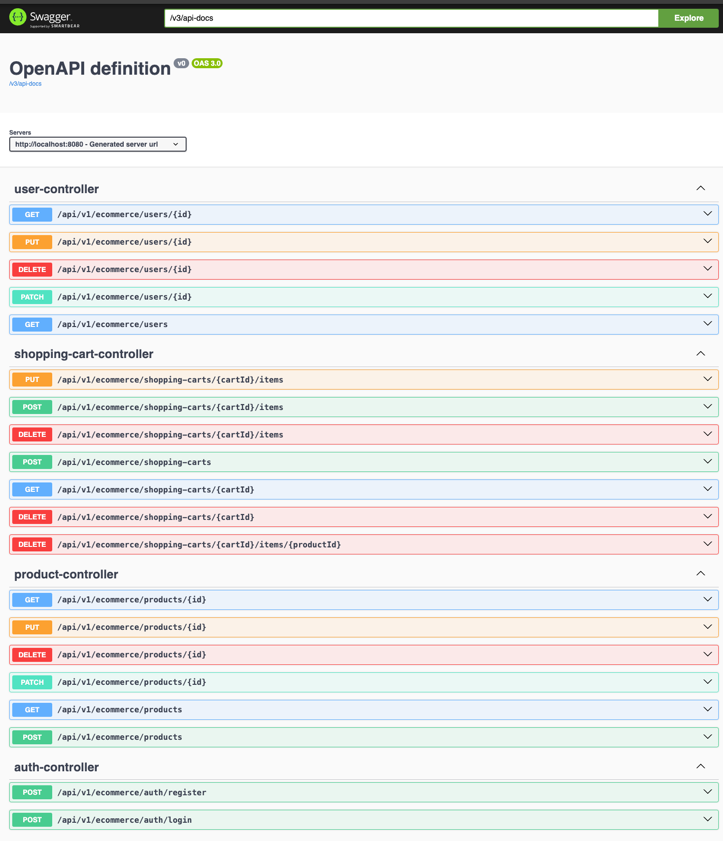 Swagger.
Supported by SMARTBEAR
/v3/api-docs
Explore
OpenAPI definition v0 OAS 3.0
/v3/api-docs
Servers
http://localhost:8080 - Generated server url
user-controller
GET /api/v1/ecommerce/users/{id}
PUT /api/v1/ecommerce/users/{id}
DELETE /api/v1/ecommerce/users/{id}
PATCH /api/v1/ecommerce/users/{id}
GET /api/v1/ecommerce/users
shopping-cart-controller
PUT /api/v1/ecommerce/shopping-carts/{cartId}/items
POST /api/v1/ecommerce/shopping-carts/{cartId}/items
DELETE /api/v1/ecommerce/shopping-carts/{cartId}/items
POST /api/v1/ecommerce/shopping-carts
GET /api/v1/ecommerce/shopping-carts/{cartId}
DELETE /api/v1/ecommerce/shopping-carts/{cartId}
DELETE /api/v1/ecommerce/shopping-carts/{cartId}/items/{productId}
product-controller
GET /api/v1/ecommerce/products/{id}
PUT /api/v1/ecommerce/products/{id}
DELETE /api/v1/ecommerce/products/{id}
PATCH /api/v1/ecommerce/products/{id}
GET /api/v1/ecommerce/products
POST /api/v1/ecommerce/products
auth-controller
POST /api/v1/ecommerce/auth/register
POST /api/v1/ecommerce/auth/login